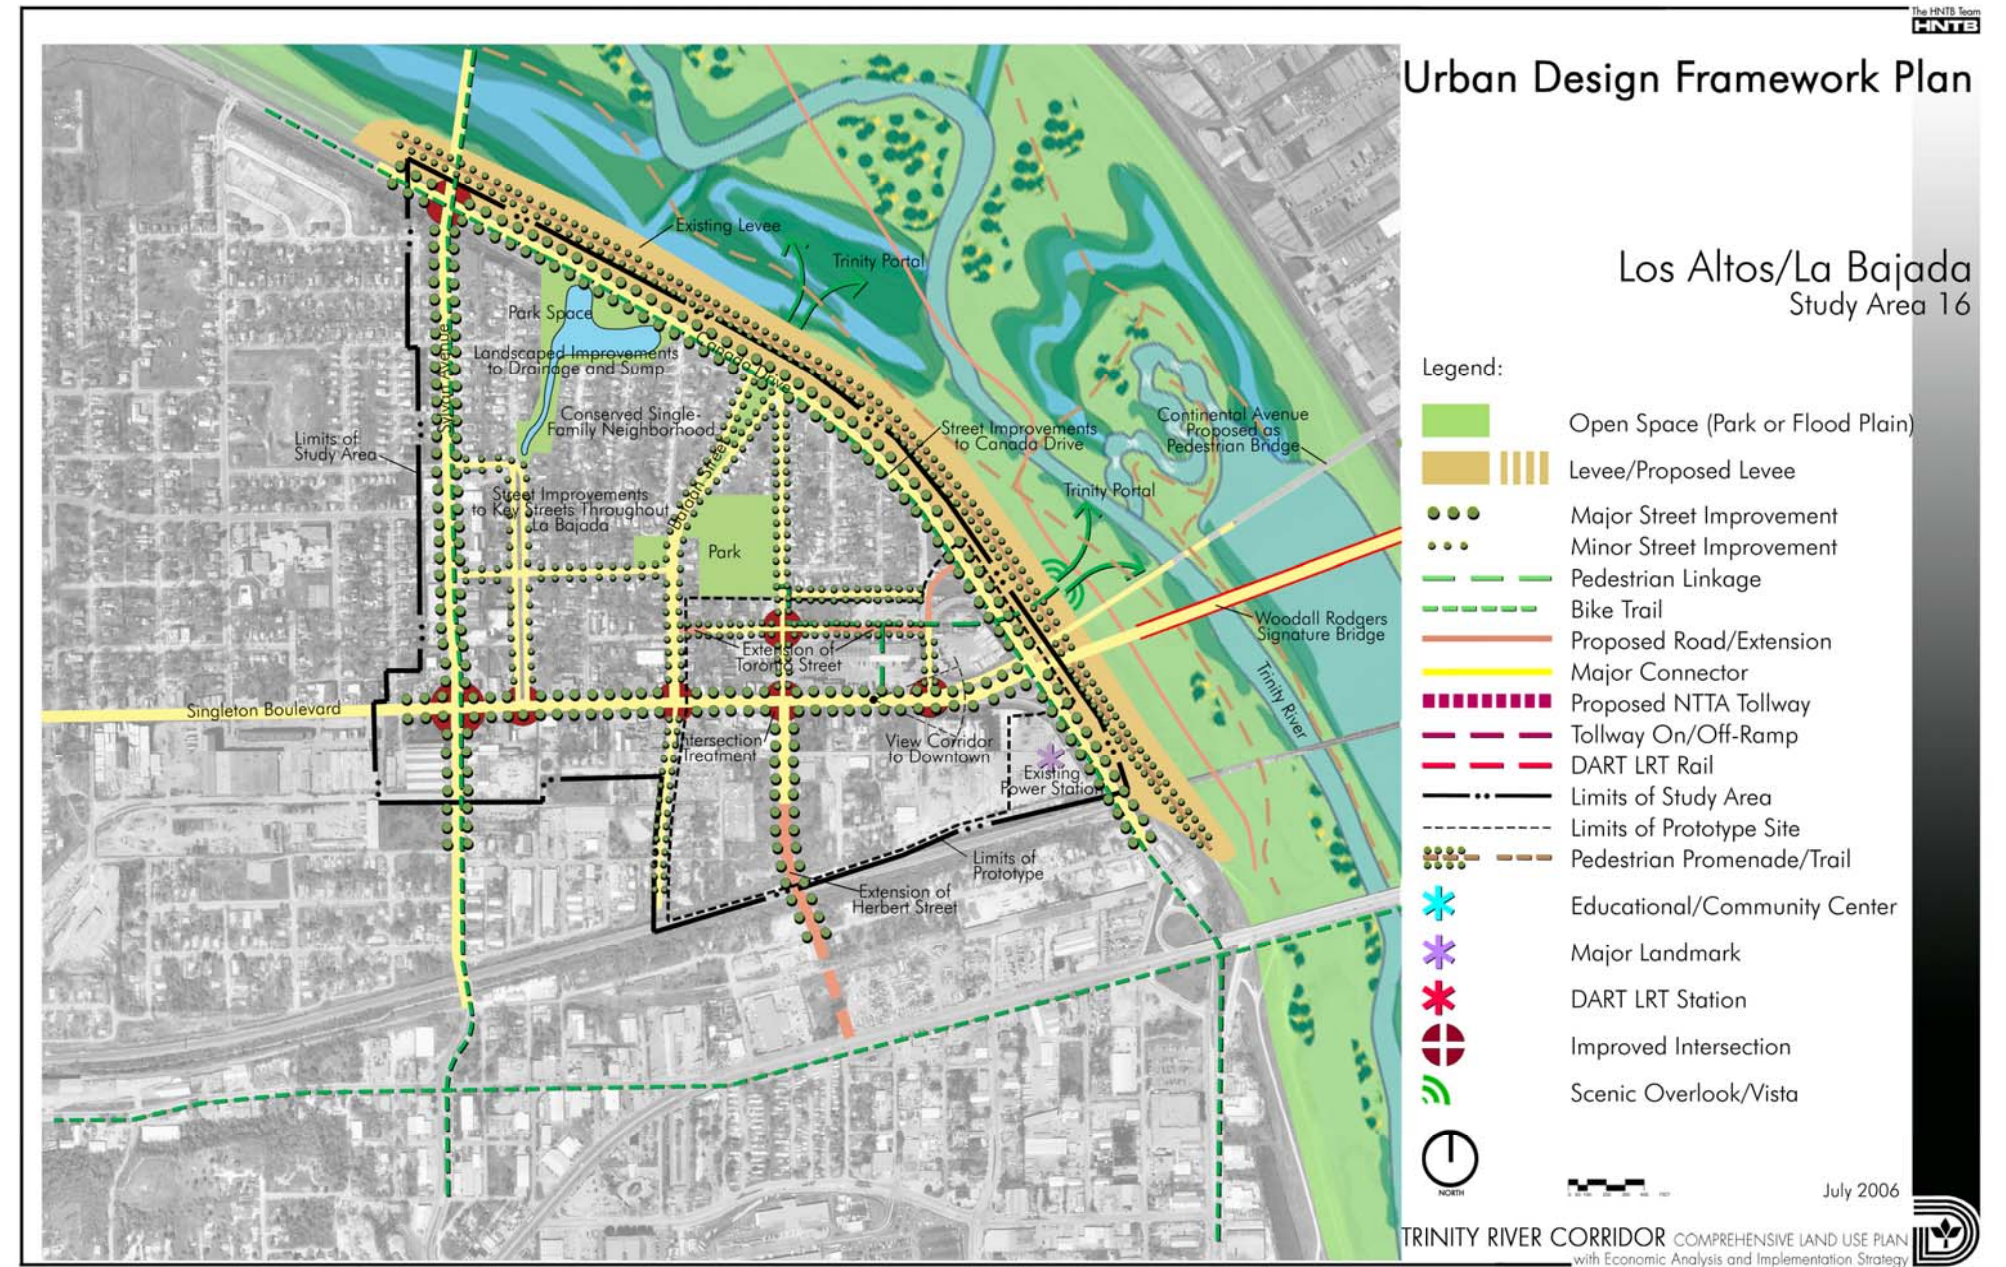 The HNTB Team
HNTB
Urban Design Framework Plan
Los Altos/La Bajada
Study Area 16
Existing Levee
Trinity Portal
Park Space
Landscaped Improvements
to Drainage and Sump
Canada Drive
Sylvan Avenue
Conserved Single-
Family Neighborhood
Limits of
Study Area
Bataan Street
Street Improvements
to Canada Drive
Continental Avenue
Proposed as
Pedestrian Bridge
Trinity Portal
Street Improvements
to Key Streets Throughout
La Bajada
Park
Woodall Rodgers
Signature Bridge
Extension of
Toronto Street
Trinity River
Singleton Boulevard
Intersection
Treatment
View Corridor
to Downtown
Existing
Power Station
Limits of
Prototype
Extension of
Herbert Street
Legend:
Open Space (Park or Flood Plain)
Levee/Proposed Levee
Major Street Improvement
Minor Street Improvement
Pedestrian Linkage
Bike Trail
Proposed Road/Extension
Major Connector
Proposed NTTA Tollway
Tollway On/Off-Ramp
DART LRT Rail
Limits of Study Area
Limits of Prototype Site
Pedestrian Promenade/Trail
Educational/Community Center
Major Landmark
DART LRT Station
Improved Intersection
Scenic Overlook/Vista
NORTH
July 2006
TRINITY RIVER CORRIDOR COMPREHENSIVE LAND USE PLAN
with Economic Analysis and Implementation Strategy